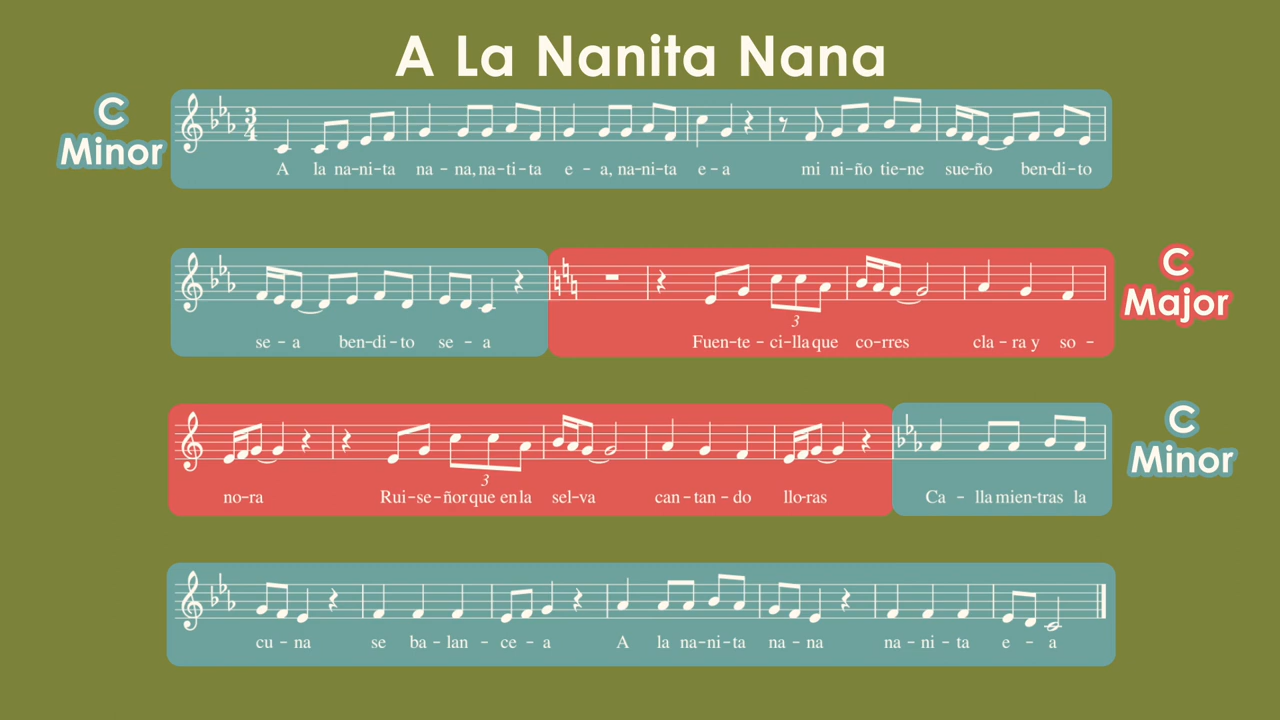 A La Nanita Nana
C
Minor
3
4
A la na-ni-ta na-na, na-ti-ta e-a, na-ni-ta e-a mi ni-ño tie-ne sue-ño ben-di-to
C
Major
3
se-a ben-di-to se-a Fuen-te-ci-lla que co-rres cla-ra y so-
C
Minor
3
no-ra Rui-se-ñor que en la sel-va can-tan-do llo-ras Ca-lla mien-tras la
cu-na se ba-lan-ce-a A la na-ni-ta na-na na-ni-ta e-a